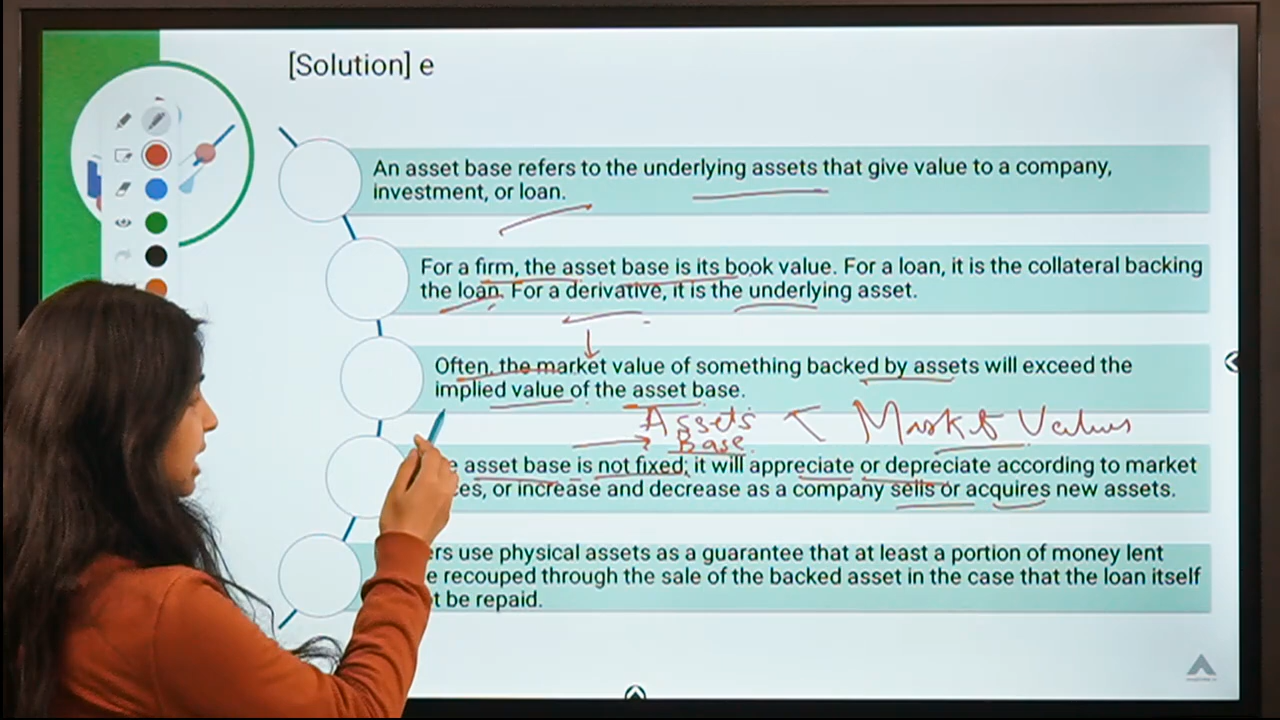 [Solution] e
An asset base refers to the underlying assets that give value to a company,
investment, or loan.
For a firm, the asset base is its book value. For a loan, it is the collateral backing
the loan. For a derivative, it is the underlying asset.
Often, the market value of something backed by assets will exceed the
implied value of the asset base.
Assets < Market Values
Base
asset base is not fixed; it will appreciate or depreciate according to market
or increase and decrease as a company sells or acquires new assets.
use physical assets as a guarantee that at least a portion of money lent
recouped through the sale of the backed asset in the case that the loan itself
be repaid.